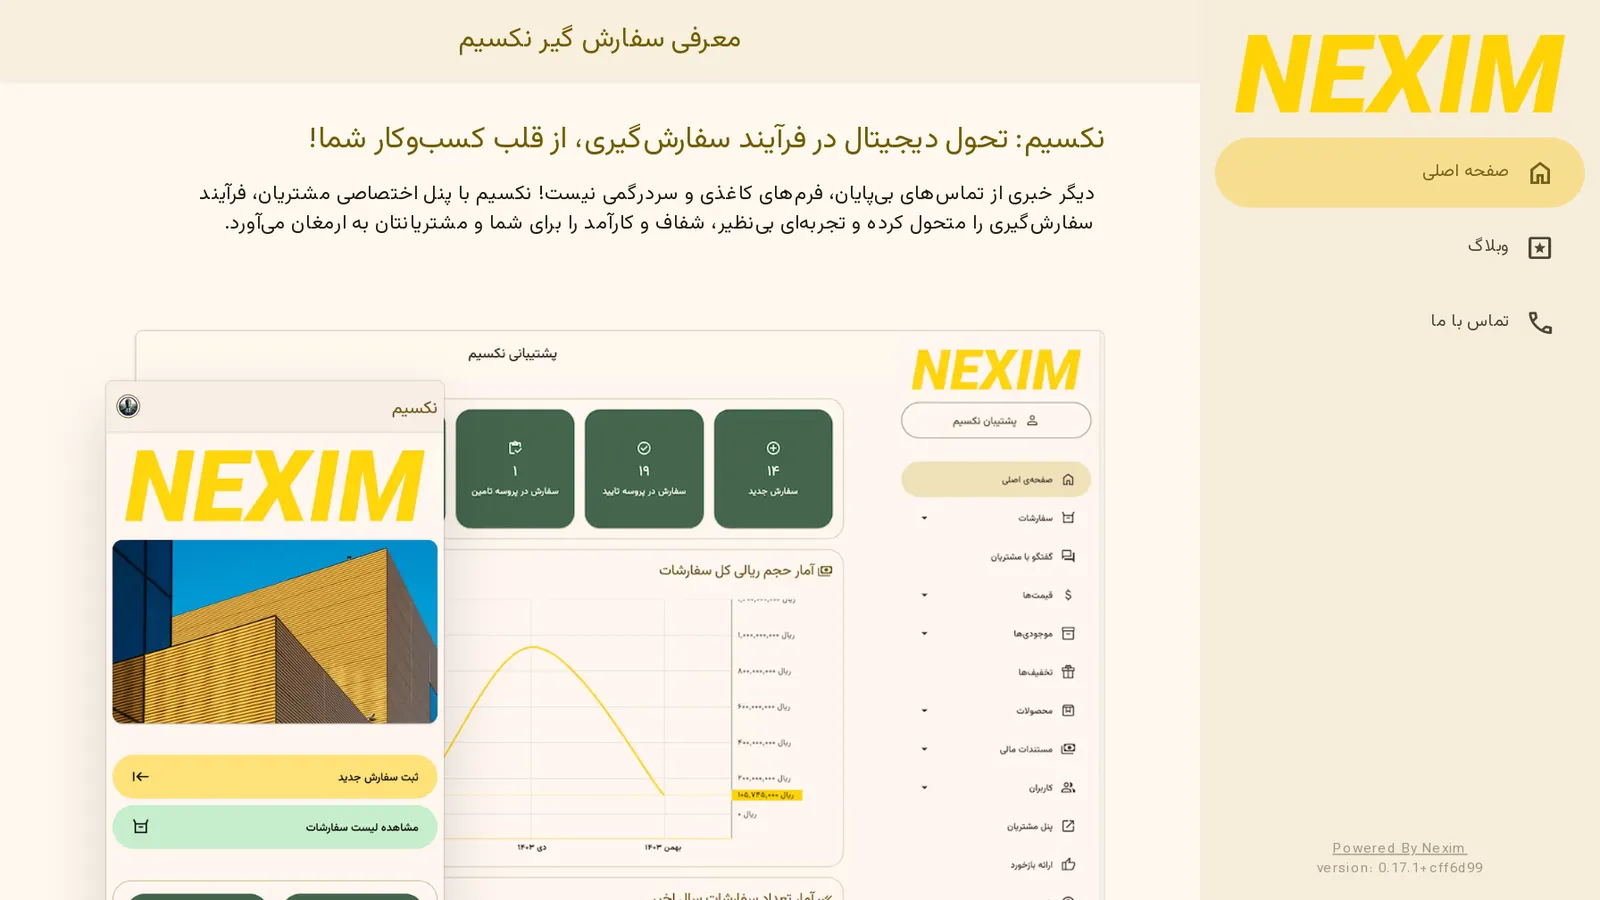 معرفی سفارش گیر نکسیم
NEXIM
صفحه اصلی
وبلاگ
تماس با ما
Powered By Nexim
version: 0.17.1+cff6d99
نکسیم: تحول دیجیتال در فرآیند سفارش‌گیری، از قلب کسب‌وکار شما!
دیگر خبری از تماس‌های بی‌پایان، فرم‌های کاغذی و سردرگمی نیست! نکسیم با پنل اختصاصی مشتریان، فرآیند
سفارش‌گیری را متحول کرده و تجربه‌ای بی‌نظیر، شفاف و کارآمد را برای شما و مشتریانتان به ارمغان می‌آورد.
پشتیبانی نکسیم
NEXIM
پشتیبان نکسیم
صفحه‌ی اصلی
سفارشات
گفتگو با مشتریان
قیمت‌ها
موجودی‌ها
تخفیف‌ها
محصولات
مستندات مالی
کاربران
پنل مشتریان
ارائه بازخورد
۱۴
سفارش جدید
۱۹
سفارش در پروسه تایید
۱
سفارش در پروسه تامین
آمار حجم ریالی کل سفارشات
ریال ۱,۰۰۰,۰۰۰,۰۰۰
ریال ۸۰۰,۰۰۰,۰۰۰
ریال ۶۰۰,۰۰۰,۰۰۰
ریال ۴۰۰,۰۰۰,۰۰۰
ریال ۲۰۰,۰۰۰,۰۰۰
ریال ۱۰۵,۷۴۵,۰۰۰
ریال ۰
بهمن ۱۴۰۳
دی ۱۴۰۳
آمار تعداد سفارشات سال اخیر
نکسیم
NEXIM
ثبت سفارش جدید
مشاهده لیست سفارشات